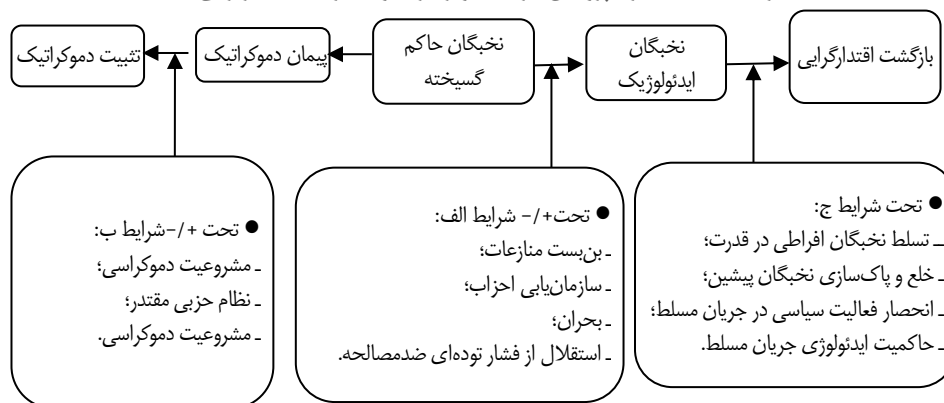 بازگشت اقتدارگرایی
نخبگان
ایدئولوژیک
نخبگان حاکم
گسیخته
پیمان دموکراتیک
تثبیت دموکراتیک
● تحت شرایط ج:
ـ تسلط نخبگان افراطی در قدرت؛
ـ خلع و پاک‌سازی نخبگان پیشین؛
ـ انحصار فعالیت سیاسی در جریان مسلط؛
ـ حاکمیت ایدئولوژی جریان مسلط.
● تحت+/- شرایط الف:
ـ بن‌بست منازعات؛
ـ سازمان‌یابی احزاب؛
ـ بحران؛
ـ استقلال از فشار توده‌ای ضدمصالحه.
● تحت +/-شرایط ب:
ـ مشروعیت دموکراسی؛
ـ نظام حزبی مقتدر؛
ـ مشروعیت دموکراسی.